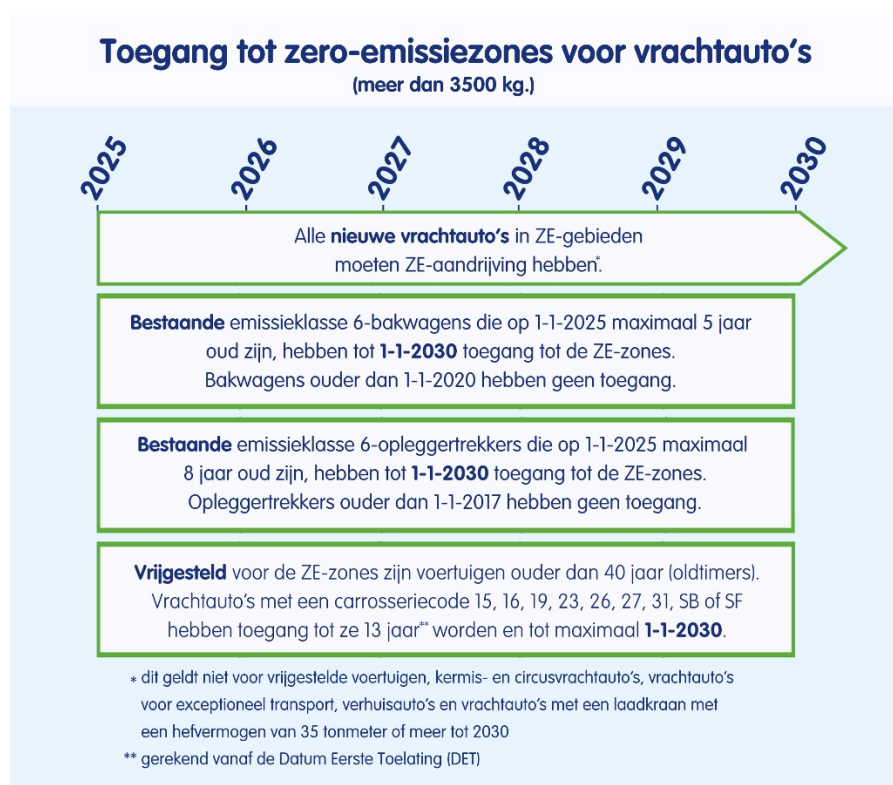 Toegang tot zero-emissiezones voor vrachtauto's
(meer dan 3500 kg.)
2025
2026
2027
2028
2029
2030
Alle nieuwe vrachtauto's in ZE-gebieden
moeten ZE-aandrijving hebben*.
Bestaande emissieklasse 6-bakwagens die op 1-1-2025 maximaal 5 jaar
oud zijn, hebben tot 1-1-2030 toegang tot de ZE-zones.
Bakwagens ouder dan 1-1-2020 hebben geen toegang.
Bestaande emissieklasse 6-opleggertrekkers die op 1-1-2025 maximaal
8 jaar oud zijn, hebben tot 1-1-2030 toegang tot de ZE-zones.
Opleggertrekkers ouder dan 1-1-2017 hebben geen toegang.
Vrijgesteld voor de ZE-zones zijn voertuigen ouder dan 40 jaar (oldtimers).
Vrachtauto's met een carrosseriecode 15, 16, 19, 23, 26, 27, 31, SB of SF
hebben toegang tot ze 13 jaar** worden en tot maximaal 1-1-2030.
* dit geldt niet voor vrijgestelde voertuigen, kermis- en circusvrachtauto's, vrachtauto's
voor exceptioneel transport, verhuisauto's en vrachtauto's met een laadkraan met
een hefvermogen van 35 tonmeter of meer tot 2030
** gerekend vanaf de Datum Eerste Toelating (DET)